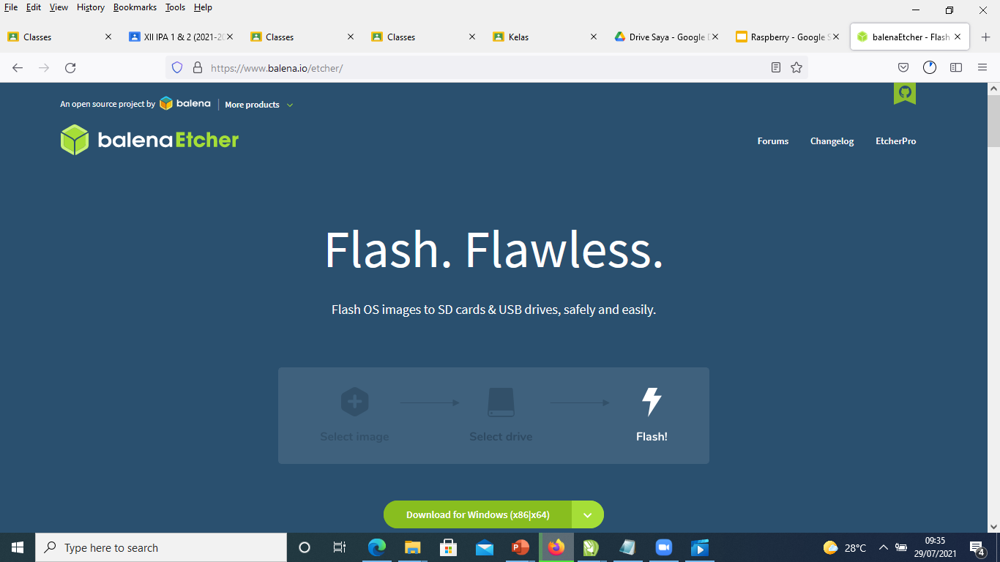 File Edit View History Bookmarks Tools Help
Classes
XII IPA 1 & 2 (2021-20
Classes
Classes
Kelas
Drive Saya - Google D
Raspberry - Google S
balenaEtcher - Flash
https://www.balena.io/etcher/
An open source project by balena More products
balenaEtcher
Forums Changelog EtcherPro
Flash. Flawless.
Flash OS images to SD cards & USB drives, safely and easily.
Select image Select drive Flash!
Download for Windows (x86|x64)
Type here to search
28°C
09:35
29/07/2021
4